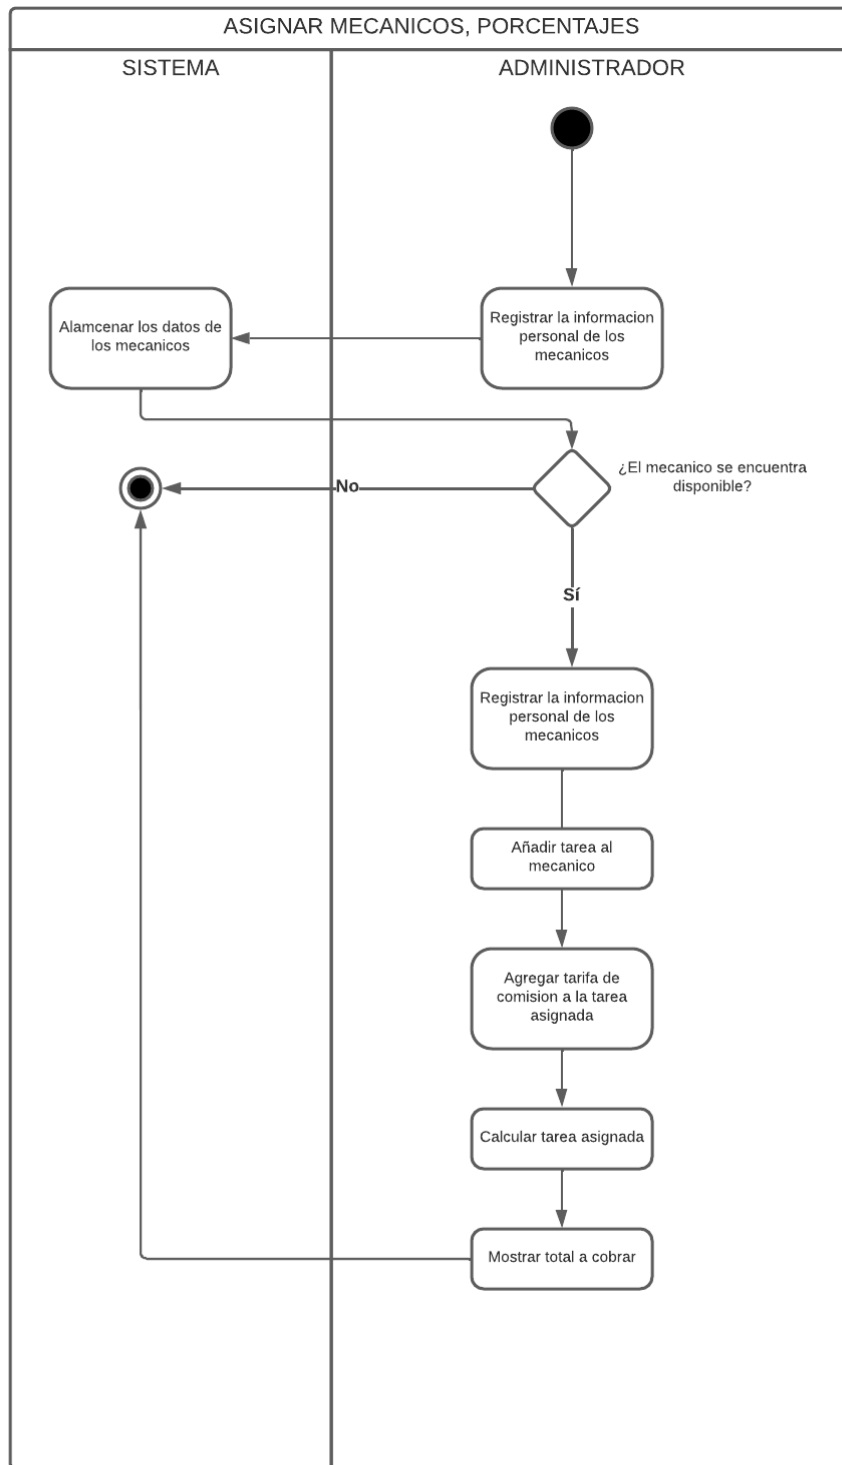 ASIGNAR MECANICOS, PORCENTAJES
SISTEMA
ADMINISTRADOR
Registrar la informacion
personal de los
mecanicos
Alamcenar los datos de
los mecanicos
¿El mecanico se encuentra
disponible?
No
Sí
Registrar la informacion
personal de los
mecanicos
Añadir tarea al
mecanico
Agregar tarifa de
comision a la tarea
asignada
Calcular tarea asignada
Mostrar total a cobrar